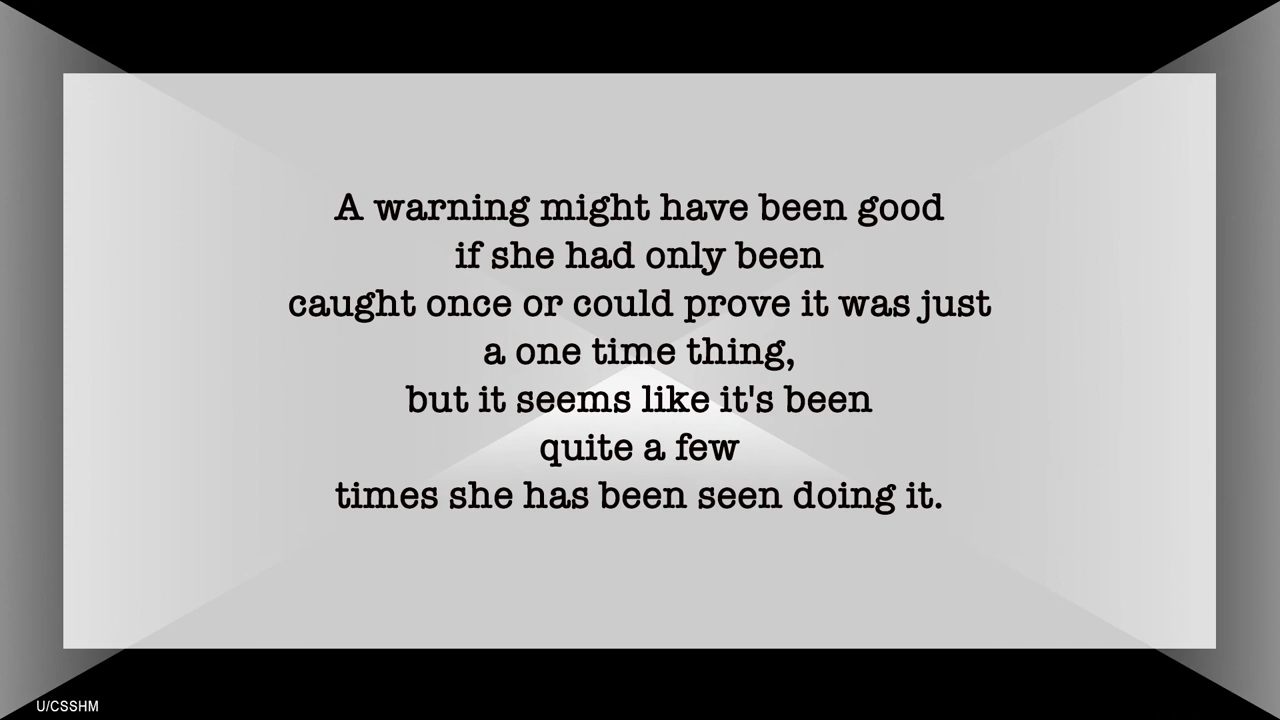 A warning might have been good
if she had only been
caught once or could prove it was just
a one time thing,
but it seems like it's been
quite a few
times she has been seen doing it.
U/CSSHM